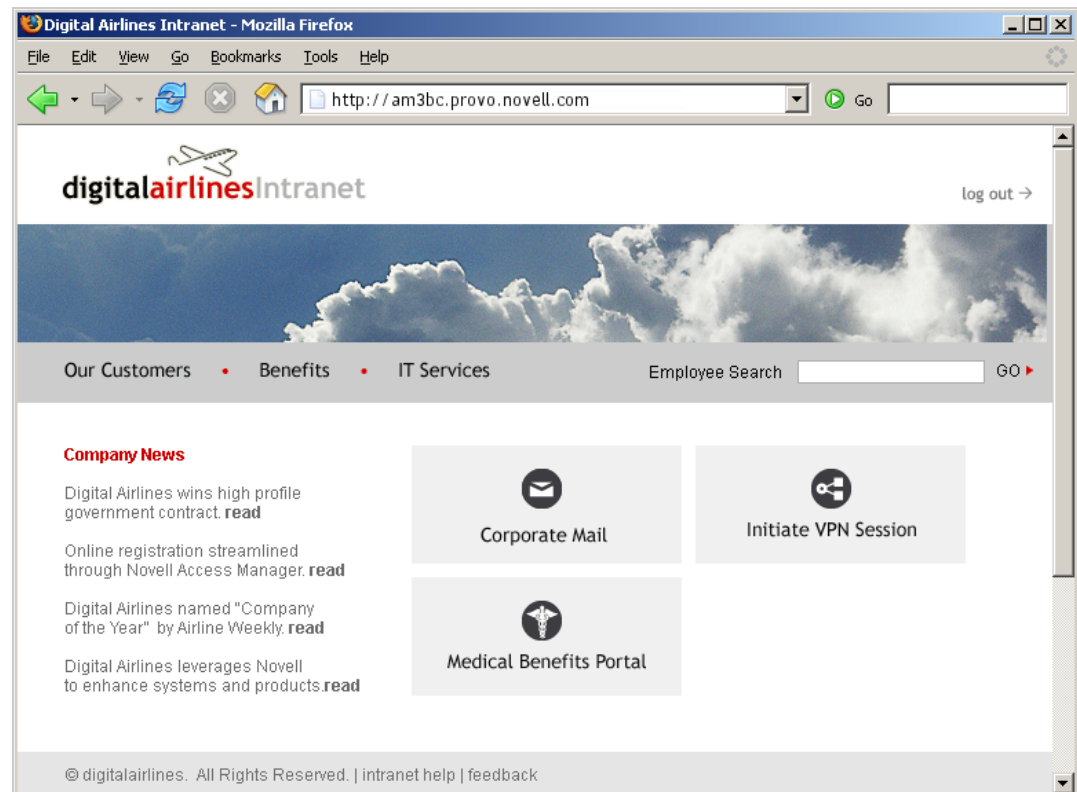 Digital Airlines Intranet - Mozilla Firefox
File Edit View Go Bookmarks Tools Help
http://am3bc.provo.novell.com
Go
digitalairlinesIntranet
log out →
Our Customers • Benefits • IT Services
Employee Search
GO
Company News
Digital Airlines wins high profile
government contract. read
Online registration streamlined
through Novell Access Manager. read
Digital Airlines named "Company
of the Year" by Airline Weekly. read
Digital Airlines leverages Novell
to enhance systems and products.read
Corporate Mail
Initiate VPN Session
Medical Benefits Portal
© digitalairlines. All Rights Reserved. | intranet help | feedback